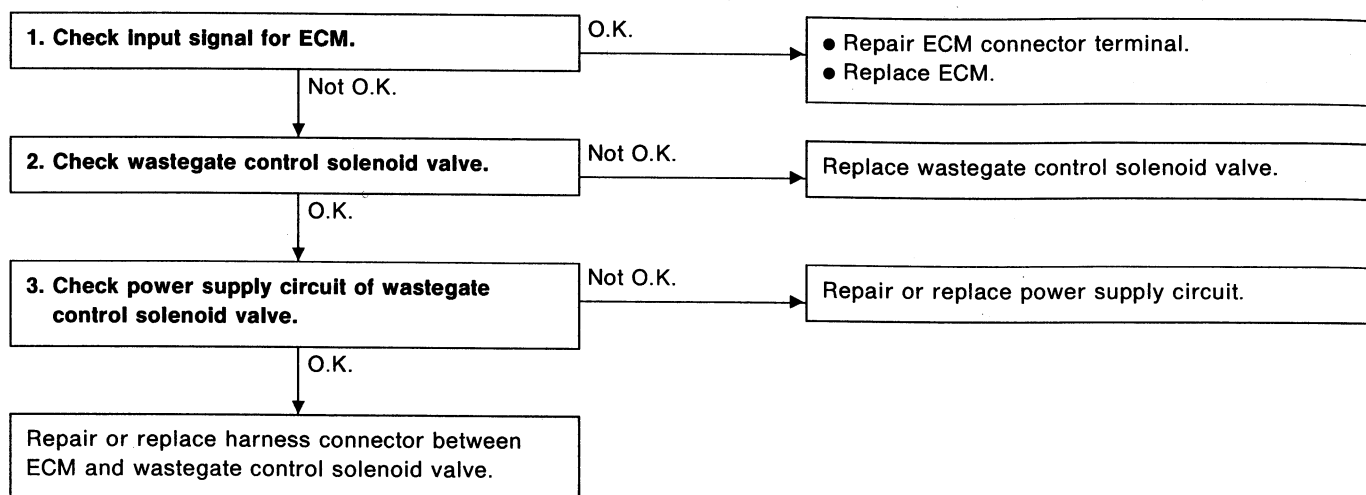 1. Check input signal for ECM.
O.K.
● Repair ECM connector terminal.
● Replace ECM.
Not O.K.
2. Check wastegate control solenoid valve.
Not O.K.
Replace wastegate control solenoid valve.
O.K.
3. Check power supply circuit of wastegate
control solenoid valve.
Not O.K.
Repair or replace power supply circuit.
O.K.
Repair or replace harness connector between
ECM and wastegate control solenoid valve.